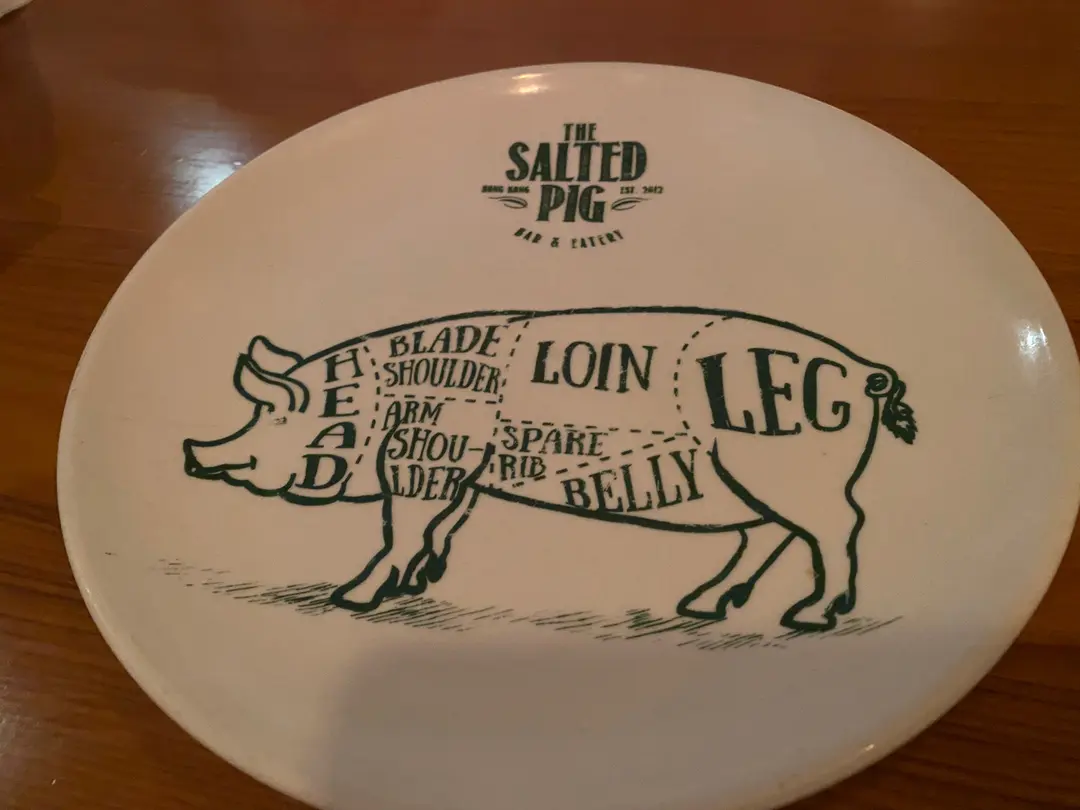 THE
SALTED
HONG KONG EST. 2012
PIG
BAR & EATERY
HEAD
BLADE
SHOULDER
ARM
SHOU-
LDER
LOIN
SPARE
RIB
BELLY
LEG